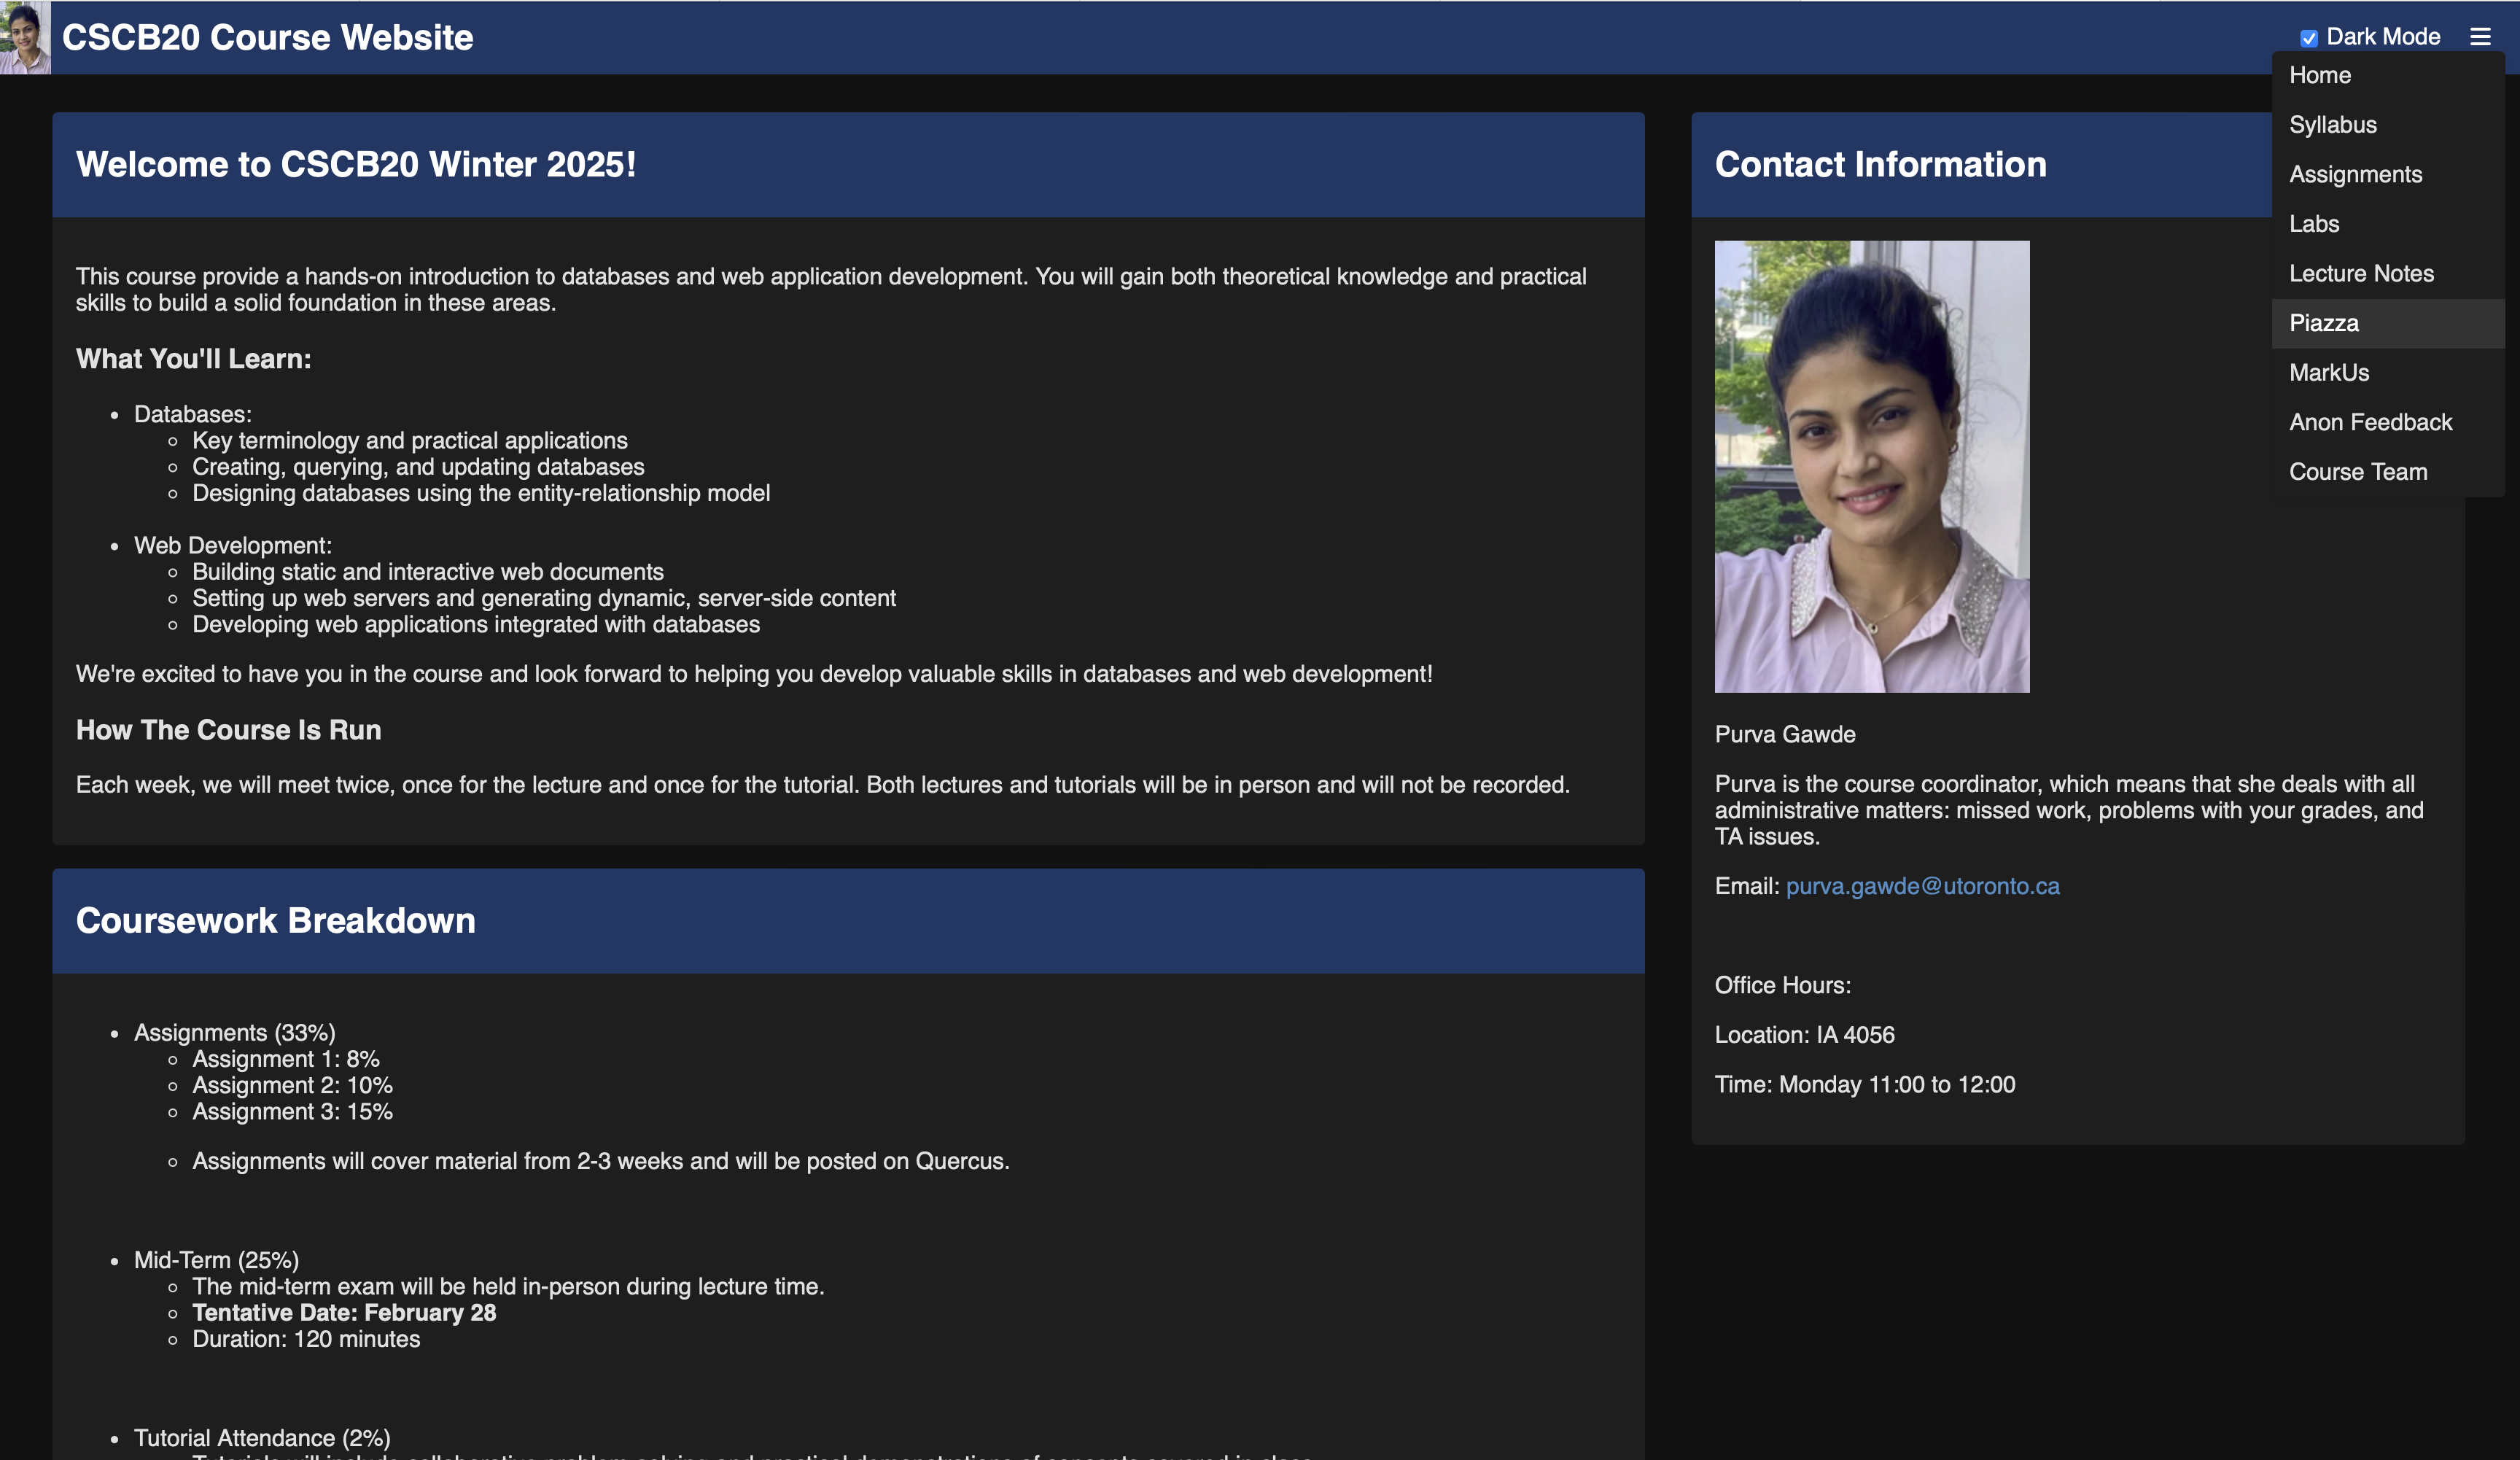 CSCB20 Course Website
Dark Mode
Home
Syllabus
Assignments
Labs
Lecture Notes
Piazza
MarkUs
Anon Feedback
Course Team
Welcome to CSCB20 Winter 2025!
This course provide a hands-on introduction to databases and web application development. You will gain both theoretical knowledge and practical
skills to build a solid foundation in these areas.
What You'll Learn:
Databases:
Key terminology and practical applications
Creating, querying, and updating databases
Designing databases using the entity-relationship model
Web Development:
Building static and interactive web documents
Setting up web servers and generating dynamic, server-side content
Developing web applications integrated with databases
We're excited to have you in the course and look forward to helping you develop valuable skills in databases and web development!
How The Course Is Run
Each week, we will meet twice, once for the lecture and once for the tutorial. Both lectures and tutorials will be in person and will not be recorded.
Coursework Breakdown
Assignments (33%)
Assignment 1: 8%
Assignment 2: 10%
Assignment 3: 15%
Assignments will cover material from 2-3 weeks and will be posted on Quercus.
Mid-Term (25%)
The mid-term exam will be held in-person during lecture time.
Tentative Date: February 28
Duration: 120 minutes
Tutorial Attendance (2%)
Contact Information
Purva Gawde
Purva is the course coordinator, which means that she deals with all
administrative matters: missed work, problems with your grades, and
TA issues.
Email: purva.gawde@utoronto.ca
Office Hours:
Location: IA 4056
Time: Monday 11:00 to 12:00